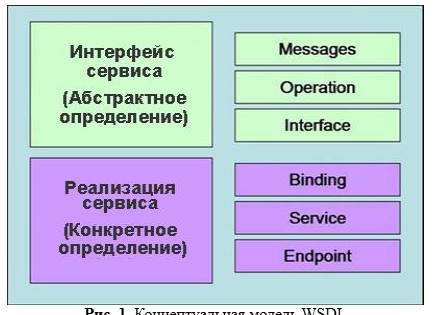 Интерфейс
сервиса
(Абстрактное
определение)
Messages
Operation
Interface
Реализация
сервиса
(Конкретное
определение)
Binding
Service
Endpoint
Рис. 1. Концептуальная модель WSDL